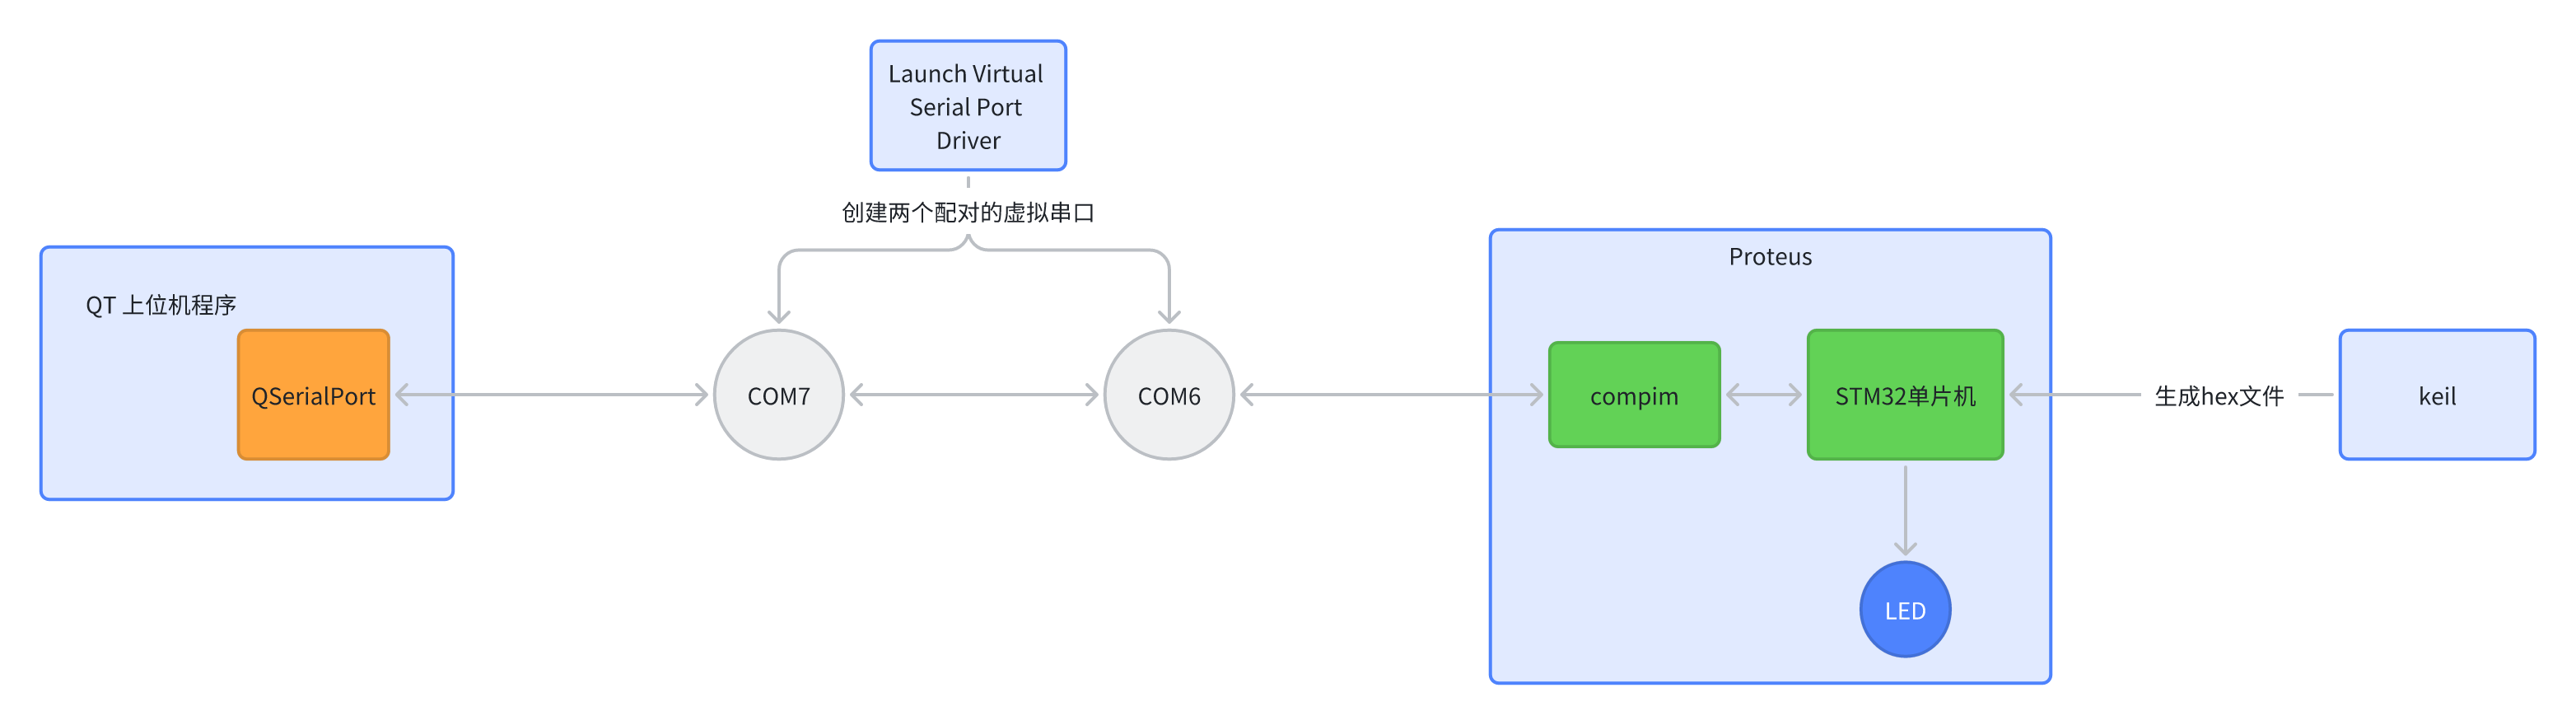 Launch Virtual
Serial Port
Driver
创建两个配对的虚拟串口
QT 上位机程序
QSerialPort
COM7
COM6
Proteus
compim
STM32单片机
LED
生成hex文件
keil